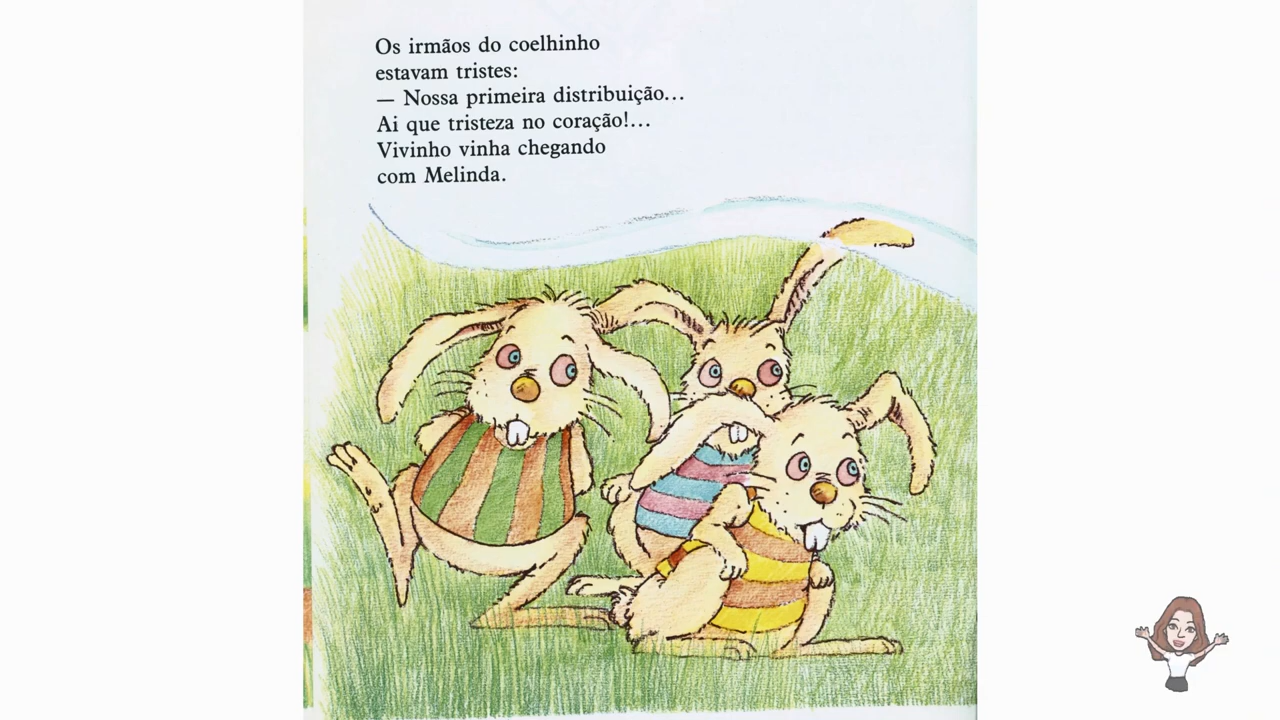 Os irmãos do coelhinho
estavam tristes:
— Nossa primeira distribuição...
Ai que tristeza no coração!...
Vivinho vinha chegando
com Melinda.